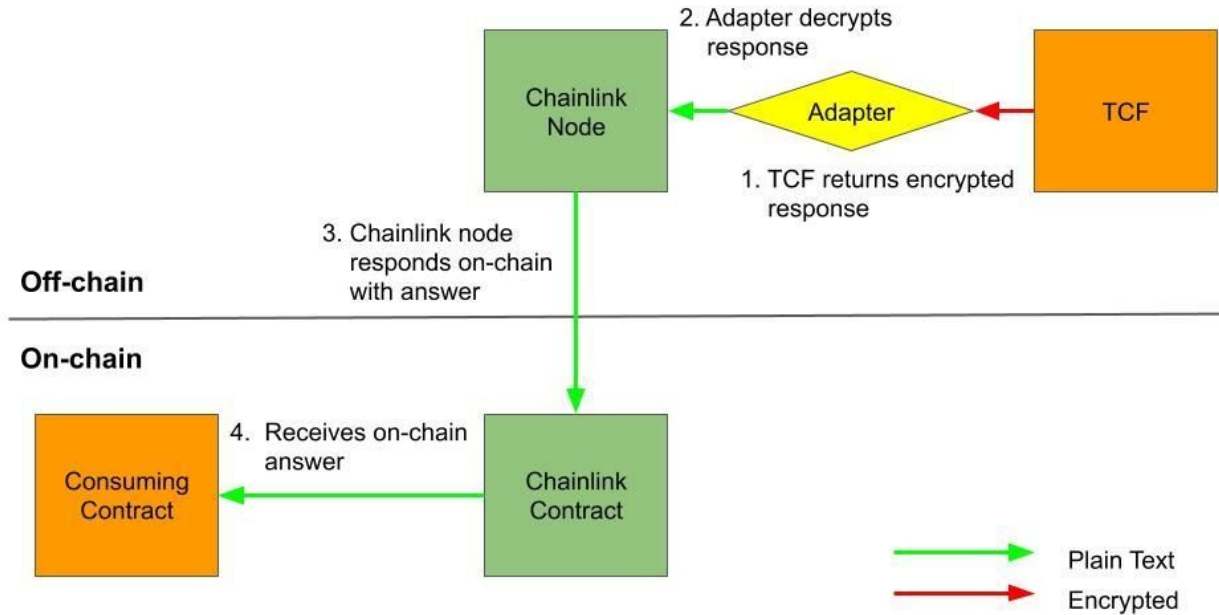 2. Adapter decrypts
response
Chainlink
Node
Adapter
TCF
1. TCF returns encrypted
response
3. Chainlink node
responds on-chain
with answer
Off-chain
On-chain
4. Receives on-chain
answer
Consuming
Contract
Chainlink
Contract
Plain Text
Encrypted